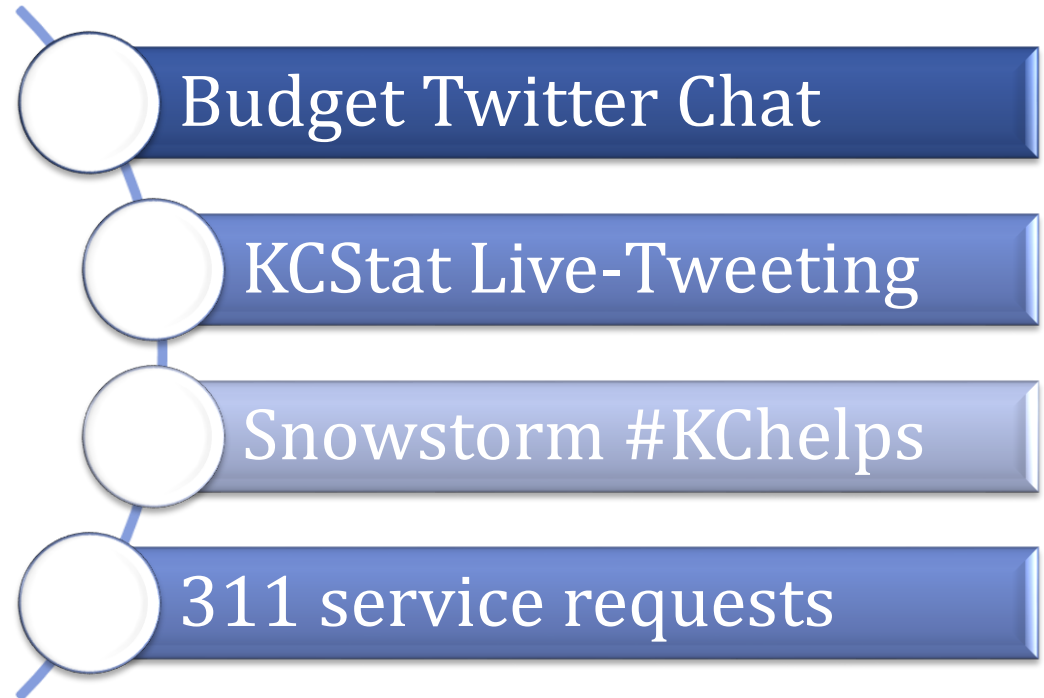 Budget Twitter Chat
KCStat Live-Tweeting
Snowstorm #KChelps
311 service requests